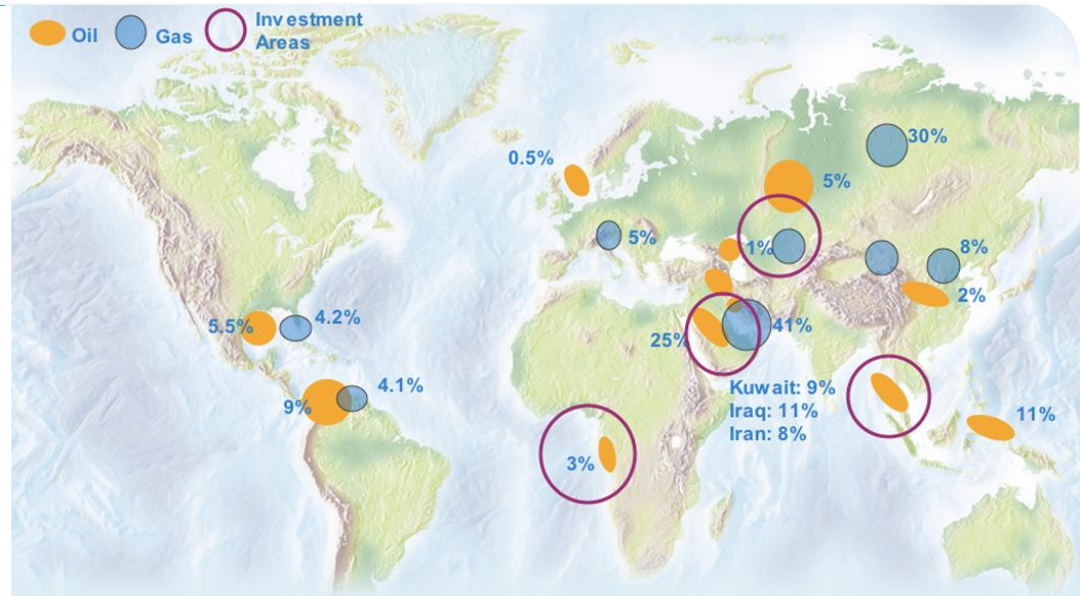 Oil
Gas
Investment
Areas
30%
0.5%
5%
5%
1%
8%
2%
5.5%
4.2%
25%
41%
4.1%
9%
Kuwait: 9%
Iraq: 11%
Iran: 8%
11%
3%